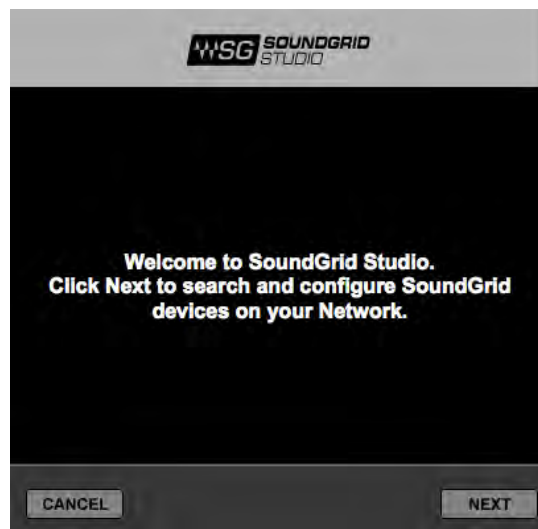 WSG SOUNDGRID
STUDIO
Welcome to SoundGrid Studio.
Click Next to search and configure SoundGrid
devices on your Network.
CANCEL NEXT